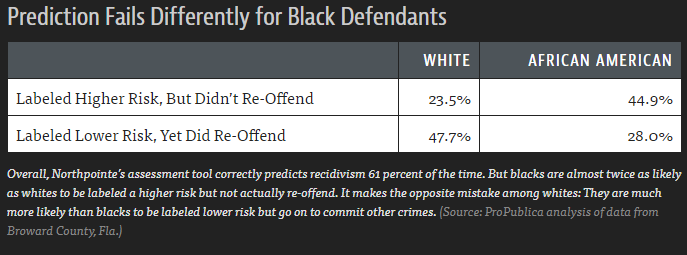 Prediction Fails Differently for Black Defendants
WHITE AFRICAN AMERICAN
Labeled Higher Risk, But Didn't Re-Offend 23.5% 44.9%
Labeled Lower Risk, Yet Did Re-Offend 47.7% 28.0%
Overall, Northpointe's assessment tool correctly predicts recidivism 61 percent of the time. But blacks are almost twice as likely
as whites to be labeled a higher risk but not actually re-offend. It makes the opposite mistake among whites: They are much
more likely than blacks to be labeled lower risk but go on to commit other crimes. (Source: ProPublica analysis of data from
Broward County, Fla.)